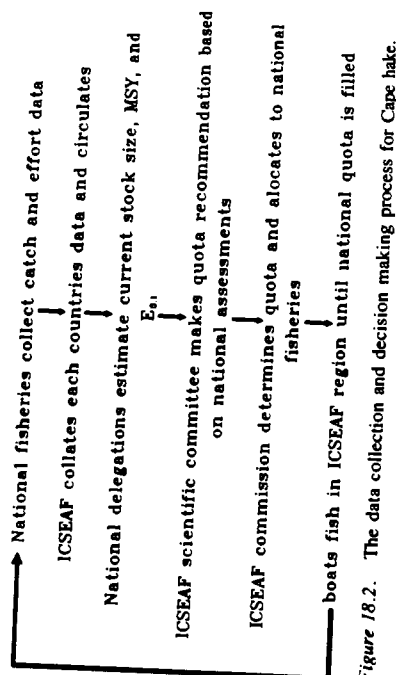 National fisheries collect catch and effort data
ICSEAF collates each countries data and circulates
National delegations estimate current stock size, MSY, and
E0.1
ICSEAF scientific committee makes quota recommendation based
on national assessments
ICSEAF commission determines quota and alocates to national
fisheries
boats fish in ICSEAF region until national quota is filled
Figure 18.2. The data collection and decision making process for Cape hake.